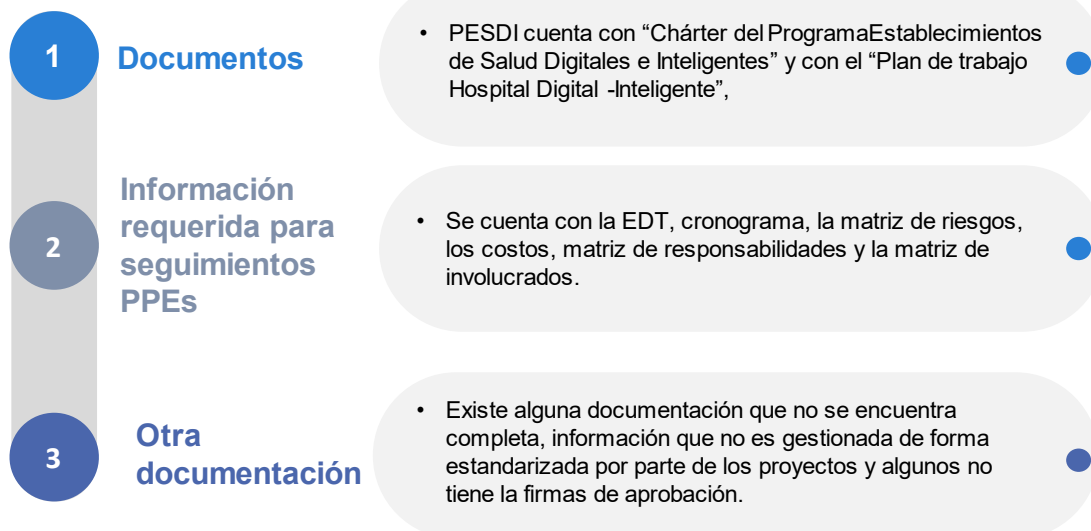 1
Documentos
• PESDI cuenta con “Chárter del ProgramaEstablecimientos
de Salud Digitales e Inteligentes” y con el “Plan de trabajo
Hospital Digital -Inteligente”,
2
Información
requerida para
seguimientos
PPEs
• Se cuenta con la EDT, cronograma, la matriz de riesgos,
los costos, matriz de responsabilidades y la matriz de
involucrados.
3
Otra
documentación
• Existe alguna documentación que no se encuentra
completa, información que no es gestionada de forma
estandarizada por parte de los proyectos y algunos no
tiene la firmas de aprobación.